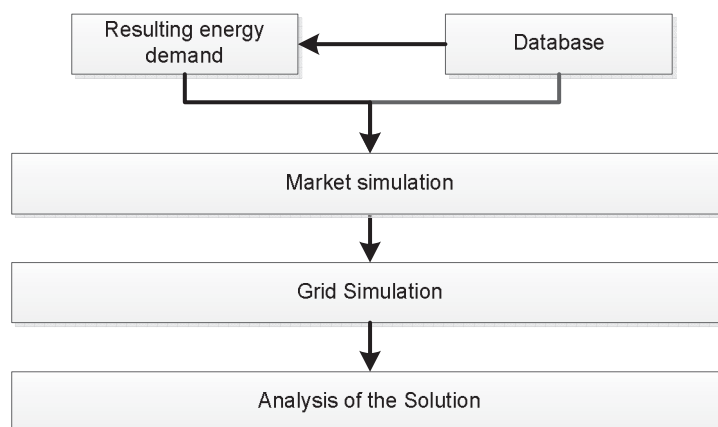 Resulting energy
demand
Database
Market simulation
Grid Simulation
Analysis of the Solution